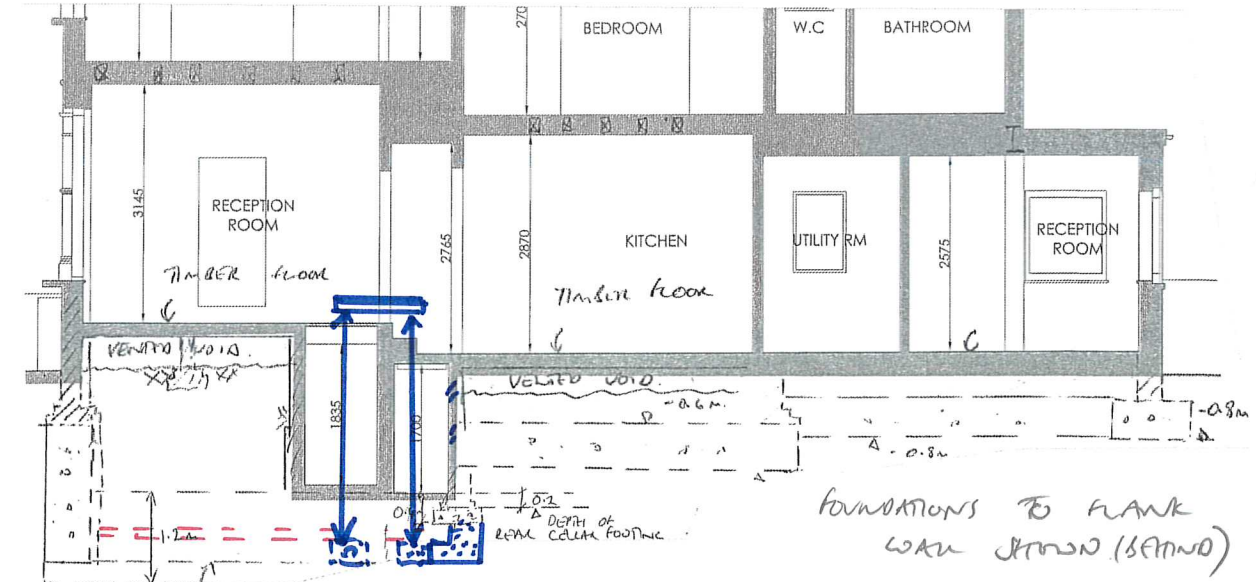 270
BEDROOM
W.C
BATHROOM
3145
RECEPTION
ROOM
2765
2870
KITCHEN
UTILITY RM
2575
RECEPTION
ROOM
TIMBER FLOOR
TIMBER FLOOR
VENTED VOID.
VENTED VOID.
-0.6m.
-0.8m
-0.8m
1835
1700
0.2
DEPTH OF
REAR CELLAR FOOTING.
1.2m
FOUNDATIONS TO FLANK
WALL SHOWN (BEHIND)